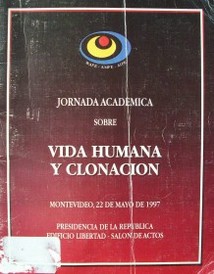 JORNADA ACADEMICA
SOBRE
VIDA HUMANA
Y CLONACION
MONTEVIDEO, 22 DE MAYO DE 1997
PRESIDENCIA DE LA REPUBLICA
EDIFICIO LIBERTAD - SALON DE ACTOS